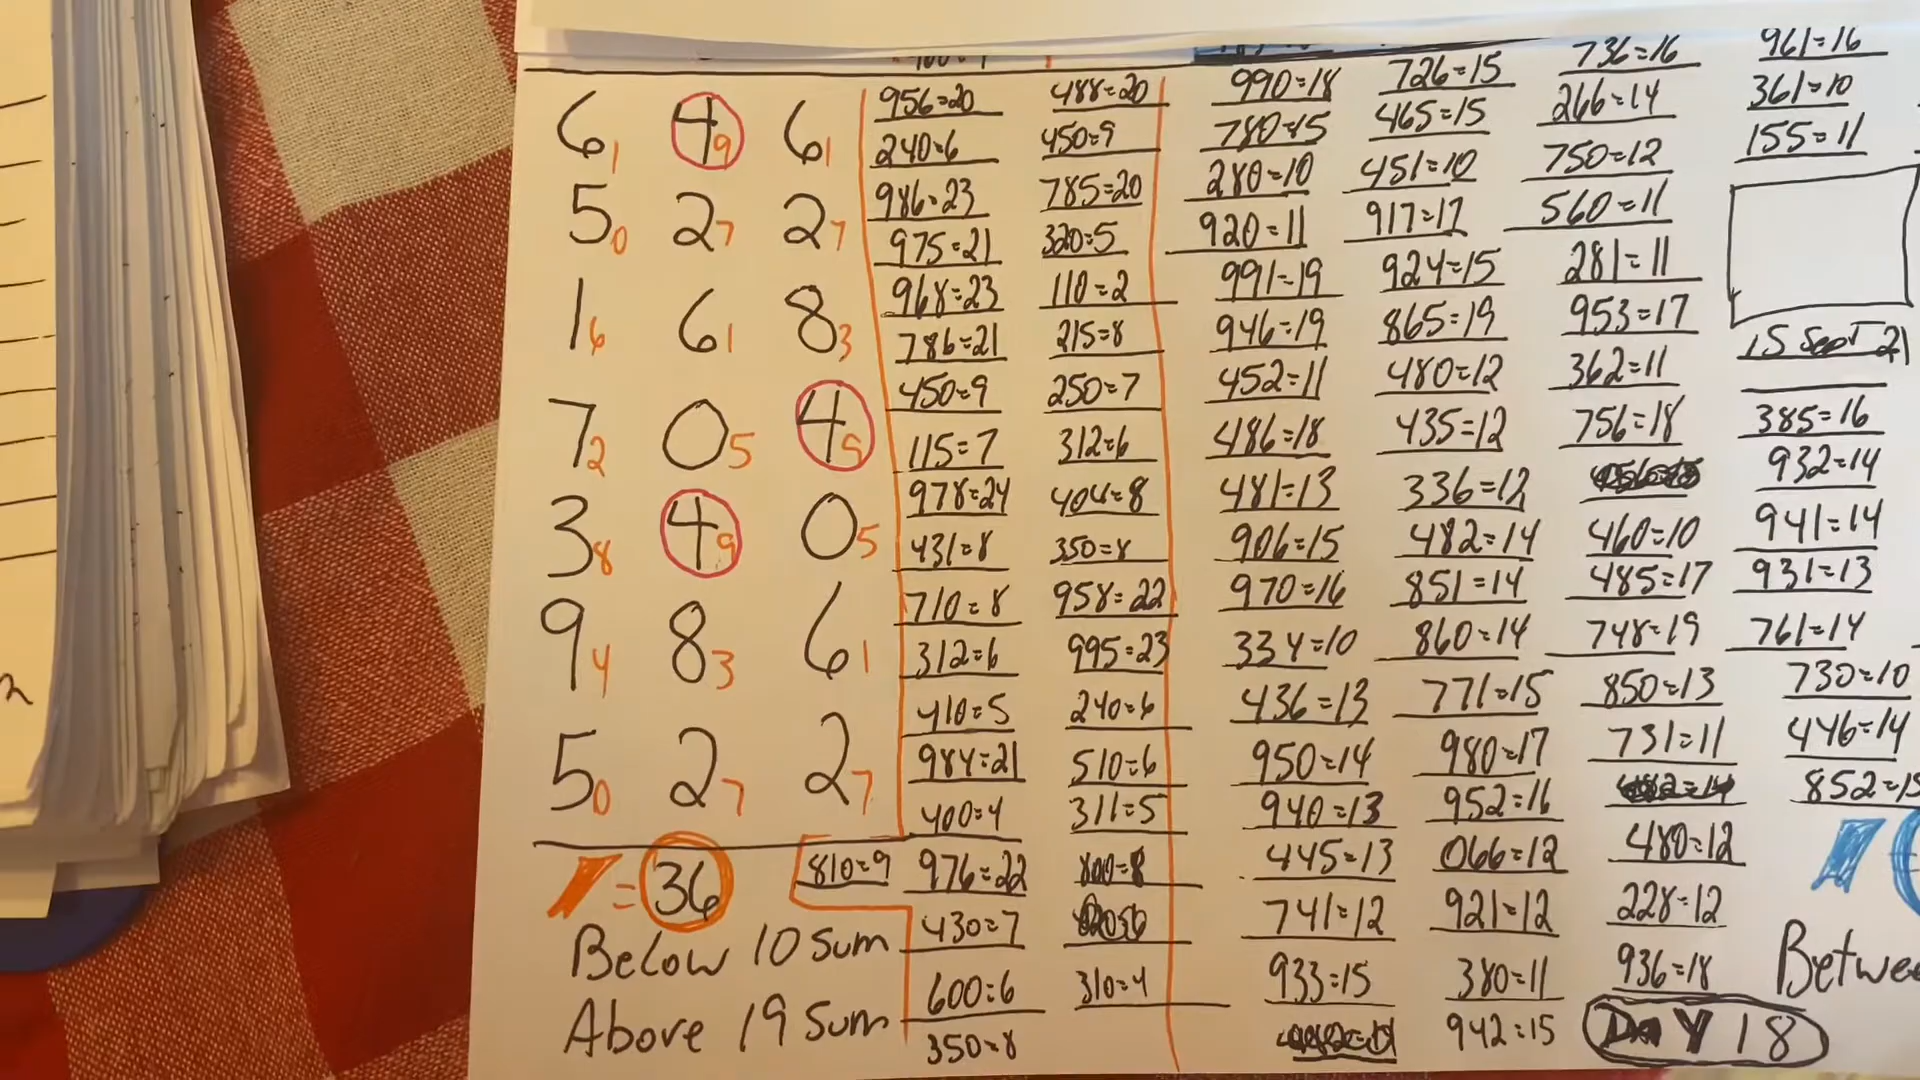 736=16 961=16
956=20 488=20 990=18 726=15 266=14 361=10
240=6 450=9 780=15 465=15 750=12 155=11
986=23 785=20 280=10 451=10 560=11
975=21 320=5 920=11 917=17 281=11
968=23 110=2 991=19 924=15 953=17
786=21 215=8 946=19 865=19 362=11 15 Sept 21
450=9 250=7 452=11 480=12 756=18 385=16
115=7 312=6 486=18 435=12 932=14
978=24 404=8 481=13 336=12 460=10 941=14
431=8 350=8 906=15 482=14 485=17 931=13
710=8 958=22 970=16 851=14 748=19 761=14
312=6 995=23 334=10 860=14 850=13 730=10
410=5 240=6 436=13 771=15 731=11 446=14
984=21 510=6 950=14 980=17 852=15
400=4 311=5 940=13 952=16 480=12
810=9 976=22 800=8 445=13 066=12 228=12
430=7 741=12 921=12 936=18
600=6 310=4 933=15 380=11
350=8 942=15 DAY 18
6 1 4 9 6 1
5 0 2 7 2 7
1 6 6 1 8 3
7 2 0 5 4 9
3 8 4 9 0 5
9 4 8 3 6 1
5 0 2 7 2 7
= 36
Below 10 Sum
Above 19 Sum